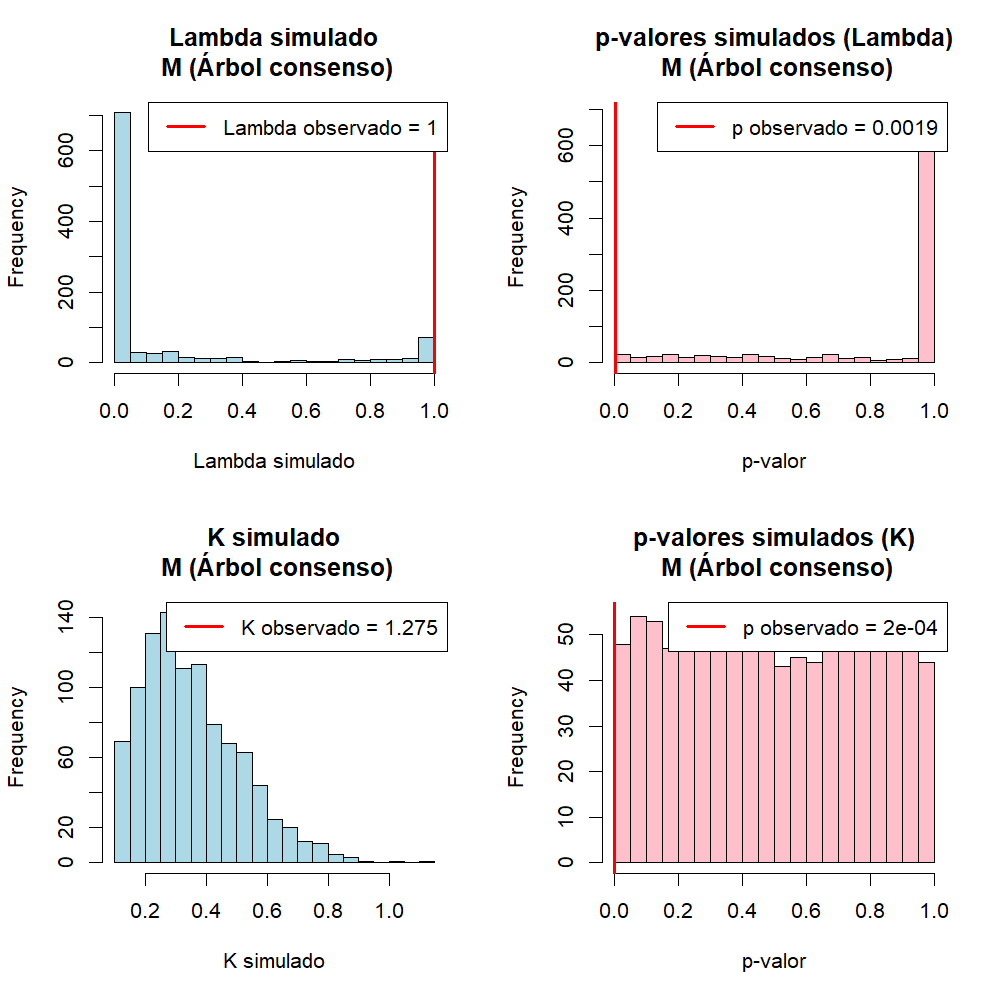 Lambda simulado
M (Árbol consenso)
Lambda observado = 1
Frequency
0 200 400 600
0.0 0.2 0.4 0.6 0.8 1.0
Lambda simulado
p-valores simulados (Lambda)
M (Árbol consenso)
p observado = 0.0019
Frequency
0 200 400 600
0.0 0.2 0.4 0.6 0.8 1.0
p-valor
K simulado
M (Árbol consenso)
K observado = 1.275
Frequency
0 20 60 100 140
0.2 0.4 0.6 0.8 1.0
K simulado
p-valores simulados (K)
M (Árbol consenso)
p observado = 2e-04
Frequency
0 10 20 30 40 50
0.0 0.2 0.4 0.6 0.8 1.0
p-valor